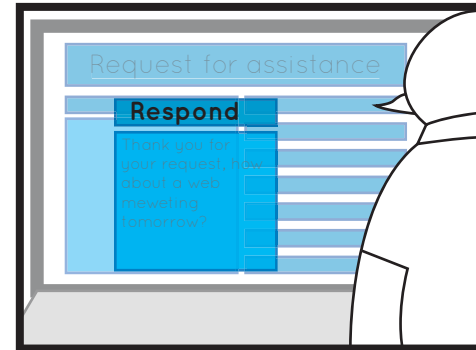 Request for assistance
Respond
Thank you for
your request, how
about a web
meweting
tomorrow?